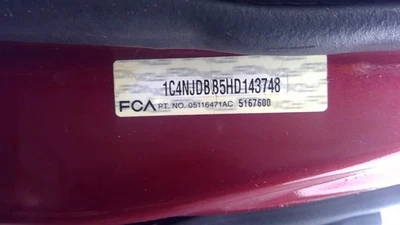 1C4NJDBB5HD143748
FCA PT. NO. 05116471AC 5167600